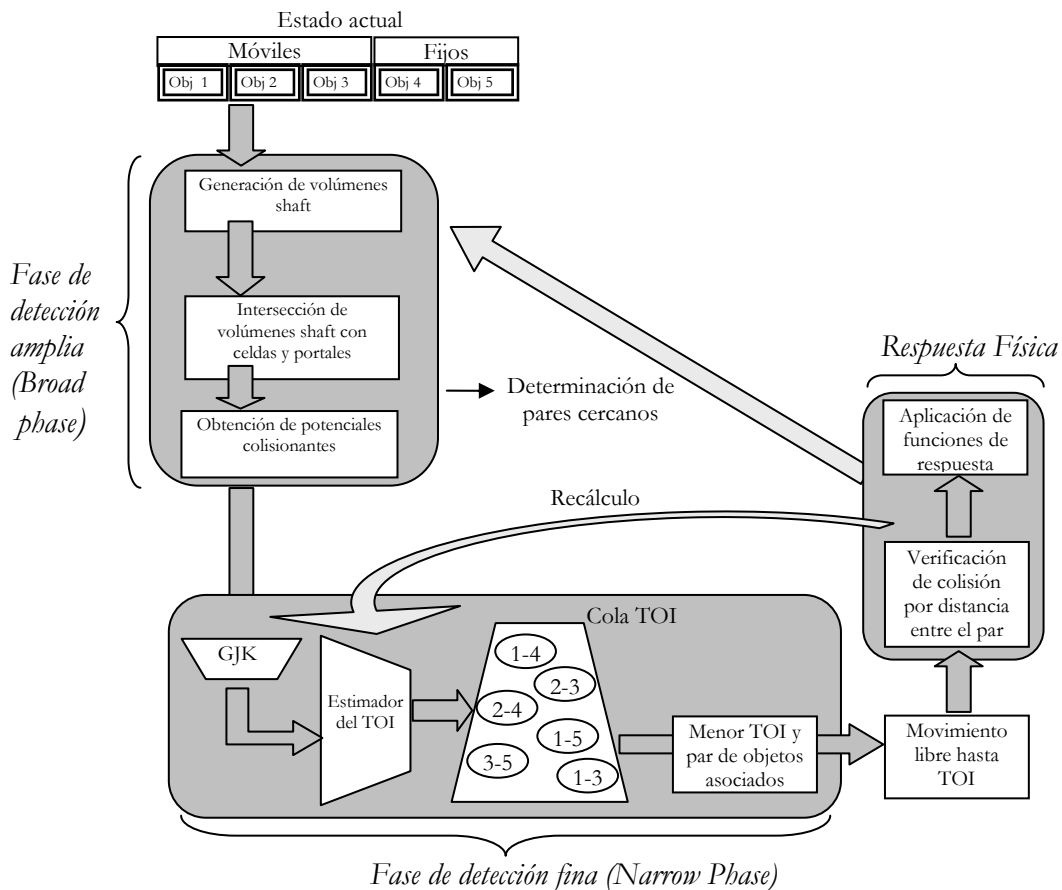 Estado actual
Móviles
Fijos
Obj 1
Obj 2
Obj 3
Obj 4
Obj 5
Generación de volúmenes
shaft
Fase de
detección
amplia
(Broad
phase)
Intersección de
volúmenes shaft con
celdas y portales
Obtención de potenciales
colisionantes
Determinación de
pares cercanos
Respuesta Física
Aplicación de
funciones de
respuesta
Verificación
de colisión
por distancia
entre el par
Recálculo
Cola TOI
GJK
Estimador
del TOI
1-4
2-3
2-4
1-5
3-5
1-3
Menor TOI y
par de objetos
asociados
Movimiento
libre hasta
TOI
Fase de detección fina (Narrow Phase)